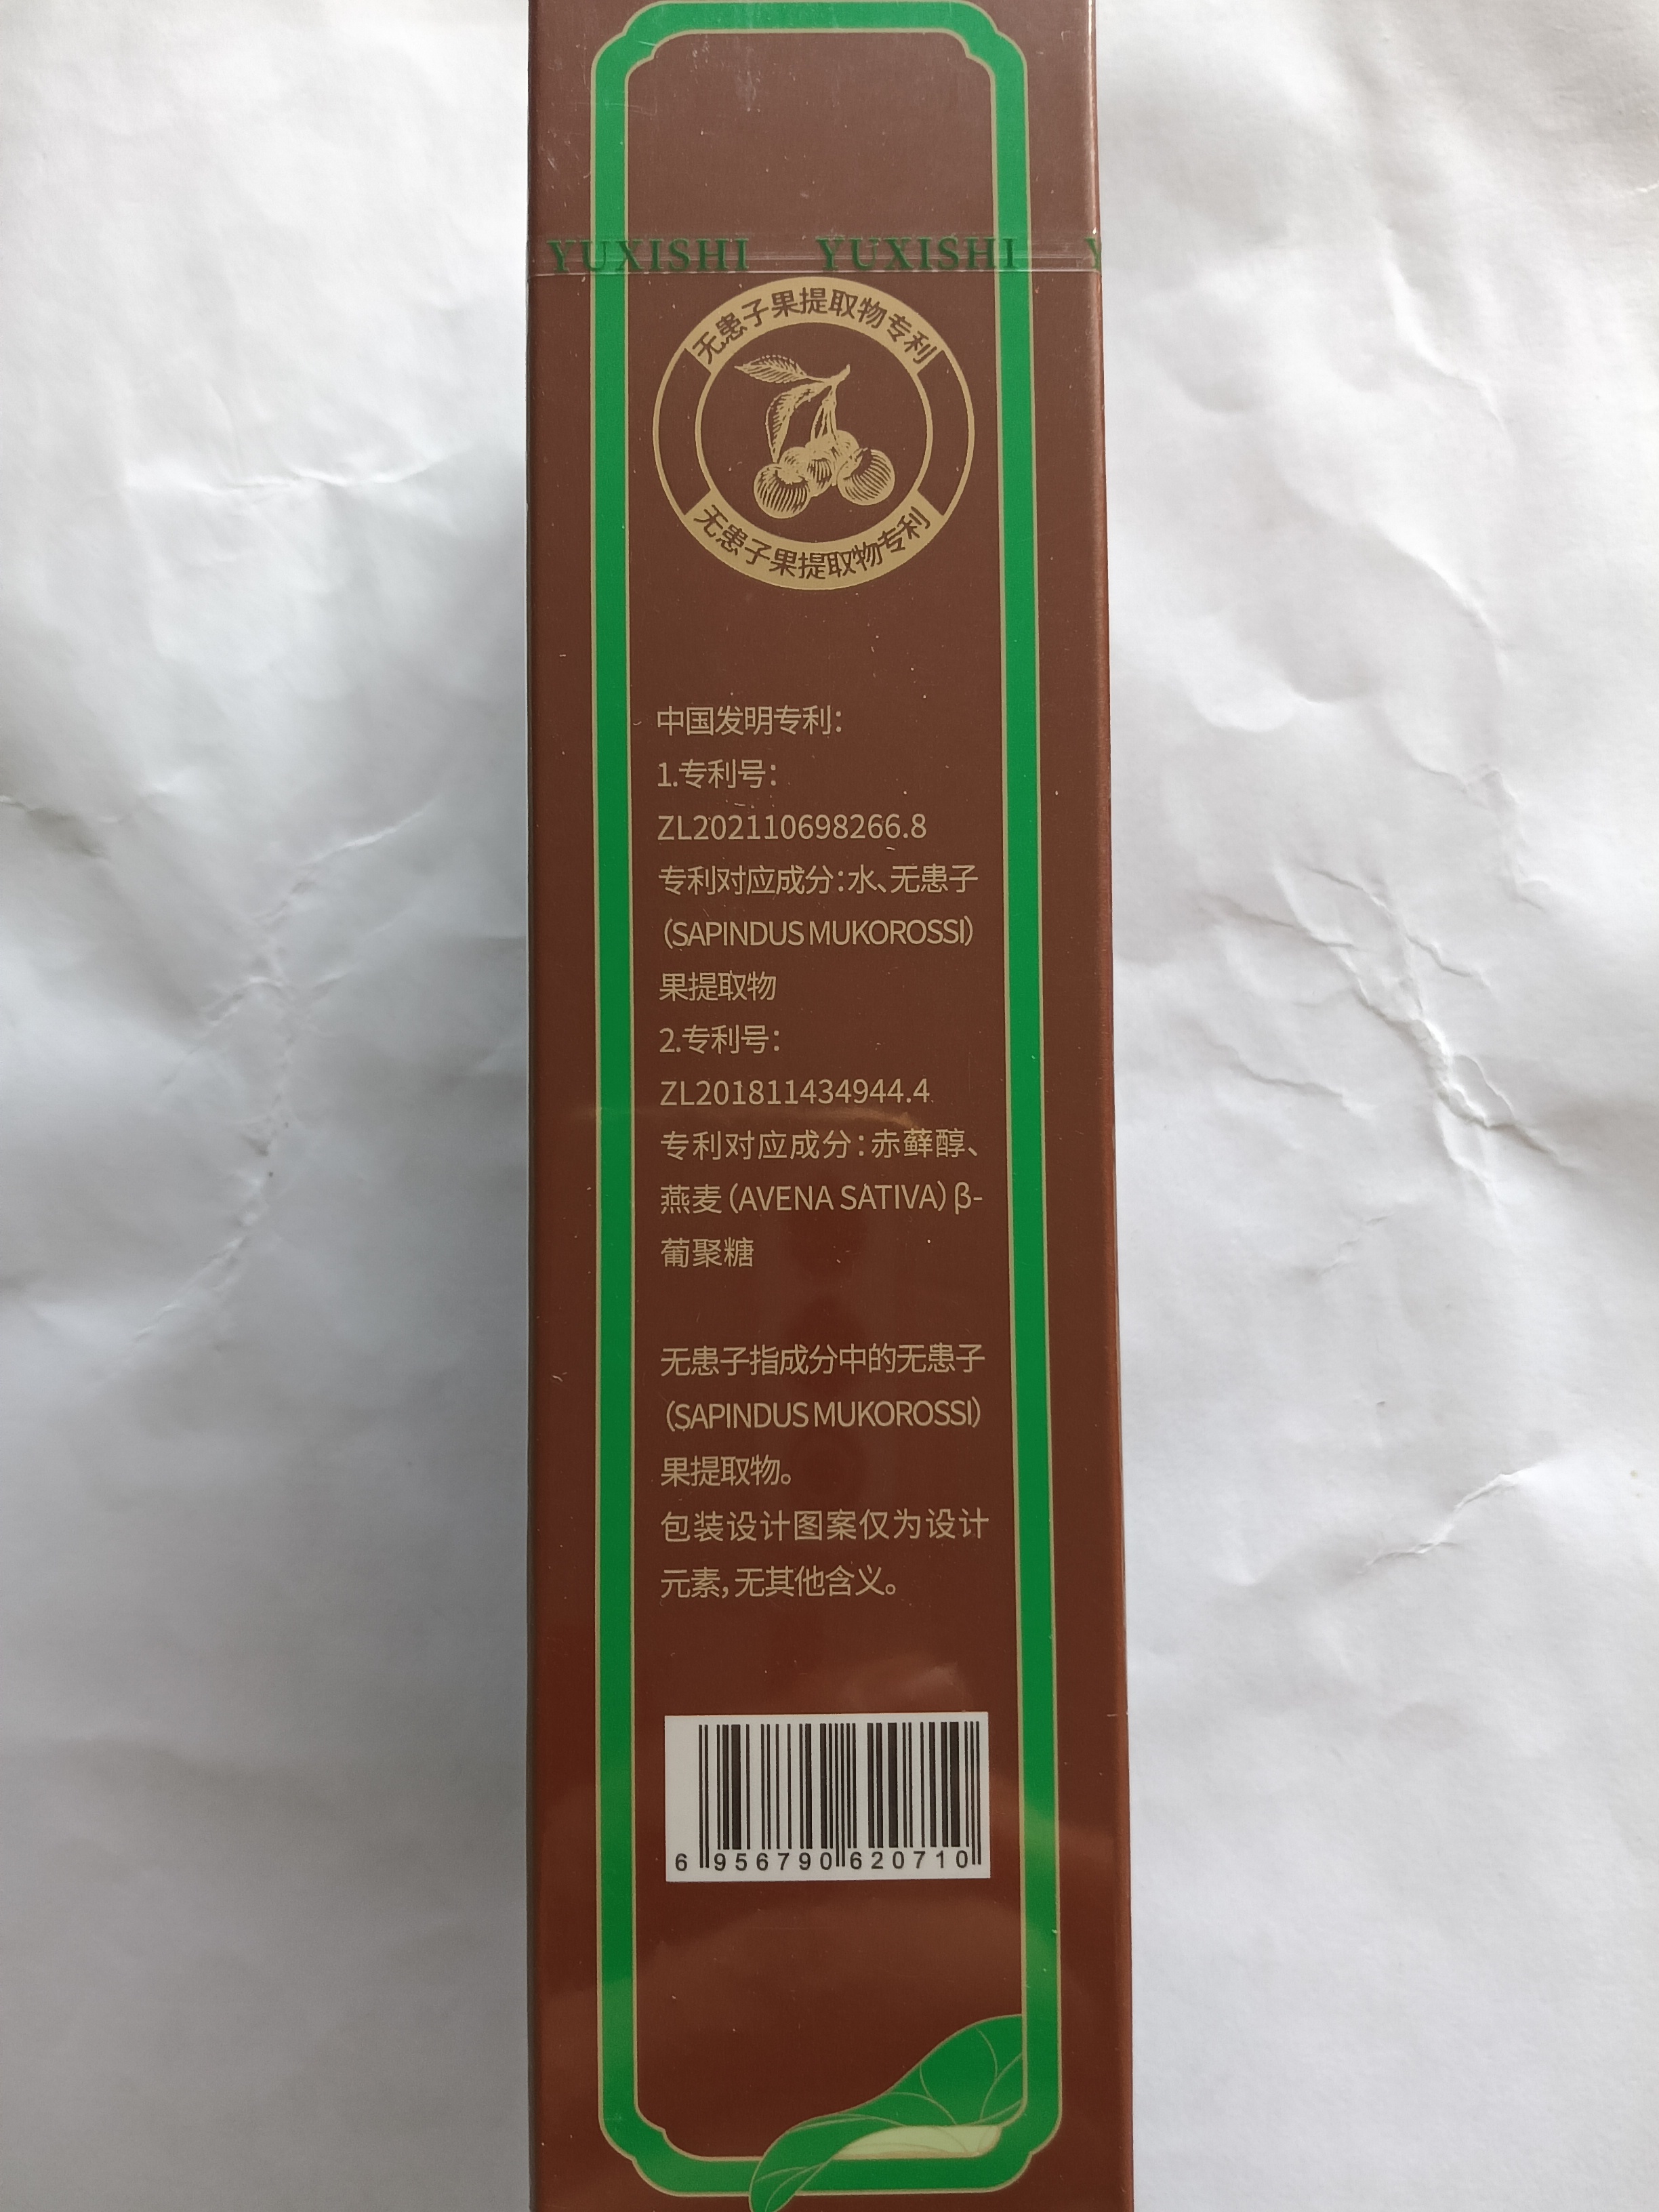 YUXISHI YUXISHI Y
无患子果提取物专利
无患子果提取物专利
中国发明专利：
1.专利号：
ZL202110698266.8
专利对应成分：水、无患子
（SAPINDUS MUKOROSSI）
果提取物
2.专利号：
ZL201811434944.4
专利对应成分：赤藓醇、
燕麦（AVENA SATIVA）β-
葡聚糖
无患子指成分中的无患子
（SAPINDUS MUKOROSSI）
果提取物。
包装设计图案仅为设计
元素，无其他含义。
6 956790 620710